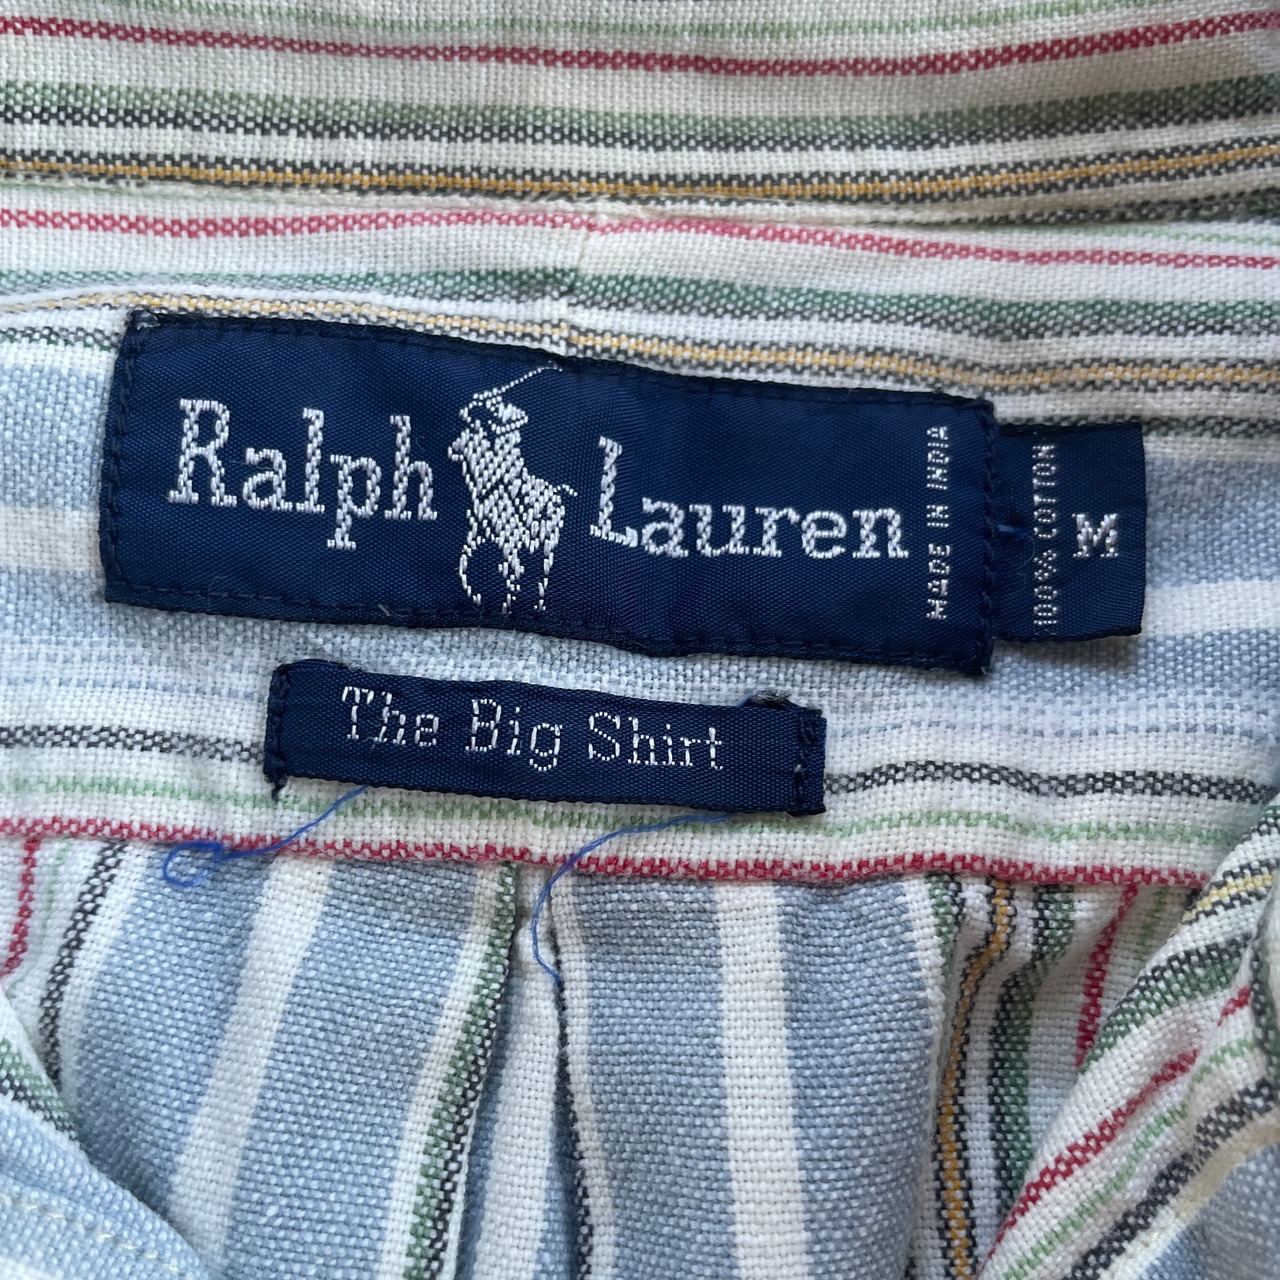 Ralph Lauren
MADE IN INDIA
100% COTTON
M
The Big Shirt